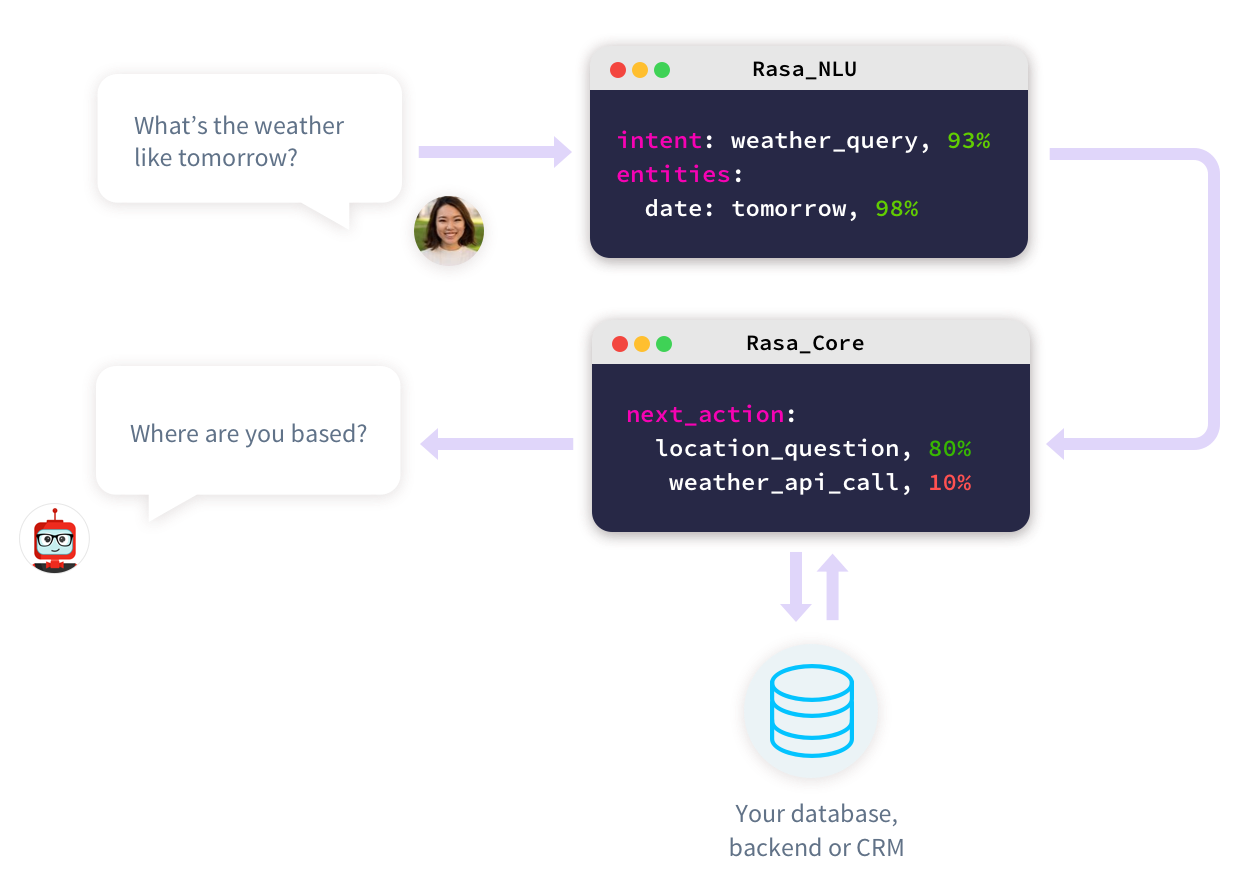 What’s the weather
like tomorrow?
Rasa_NLU
intent: weather_query, 93%
entities:
date: tomorrow, 98%
Rasa_Core
next_action:
location_question, 80%
weather_api_call, 10%
Where are you based?
Your database,
backend or CRM